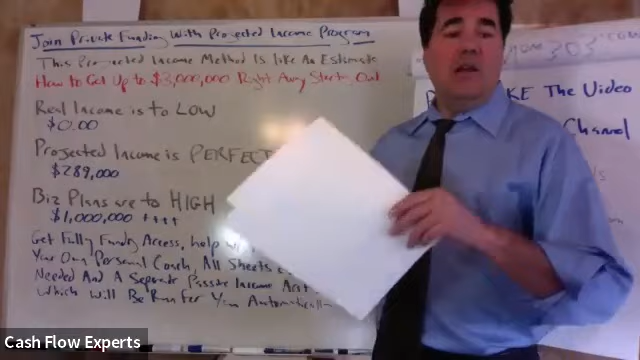 Join Private Funding With Projected Income Program
This Projected Income Method Is Like An Estimate
How to Get Up to $3,000,000 Right Away Starting Out
Real Income is to Low
$0.00
Projected Income is PERFECT
$289,000
Biz Plans are to HIGH
$1,000,000 ++++
Get Fully Funding Access, Help
Your Own Personal Coach, All Sheets
Needed And A Separate Passive Income
Which Will Be Run For You Automatically
303
KE The Video
Channel
Cash Flow Experts